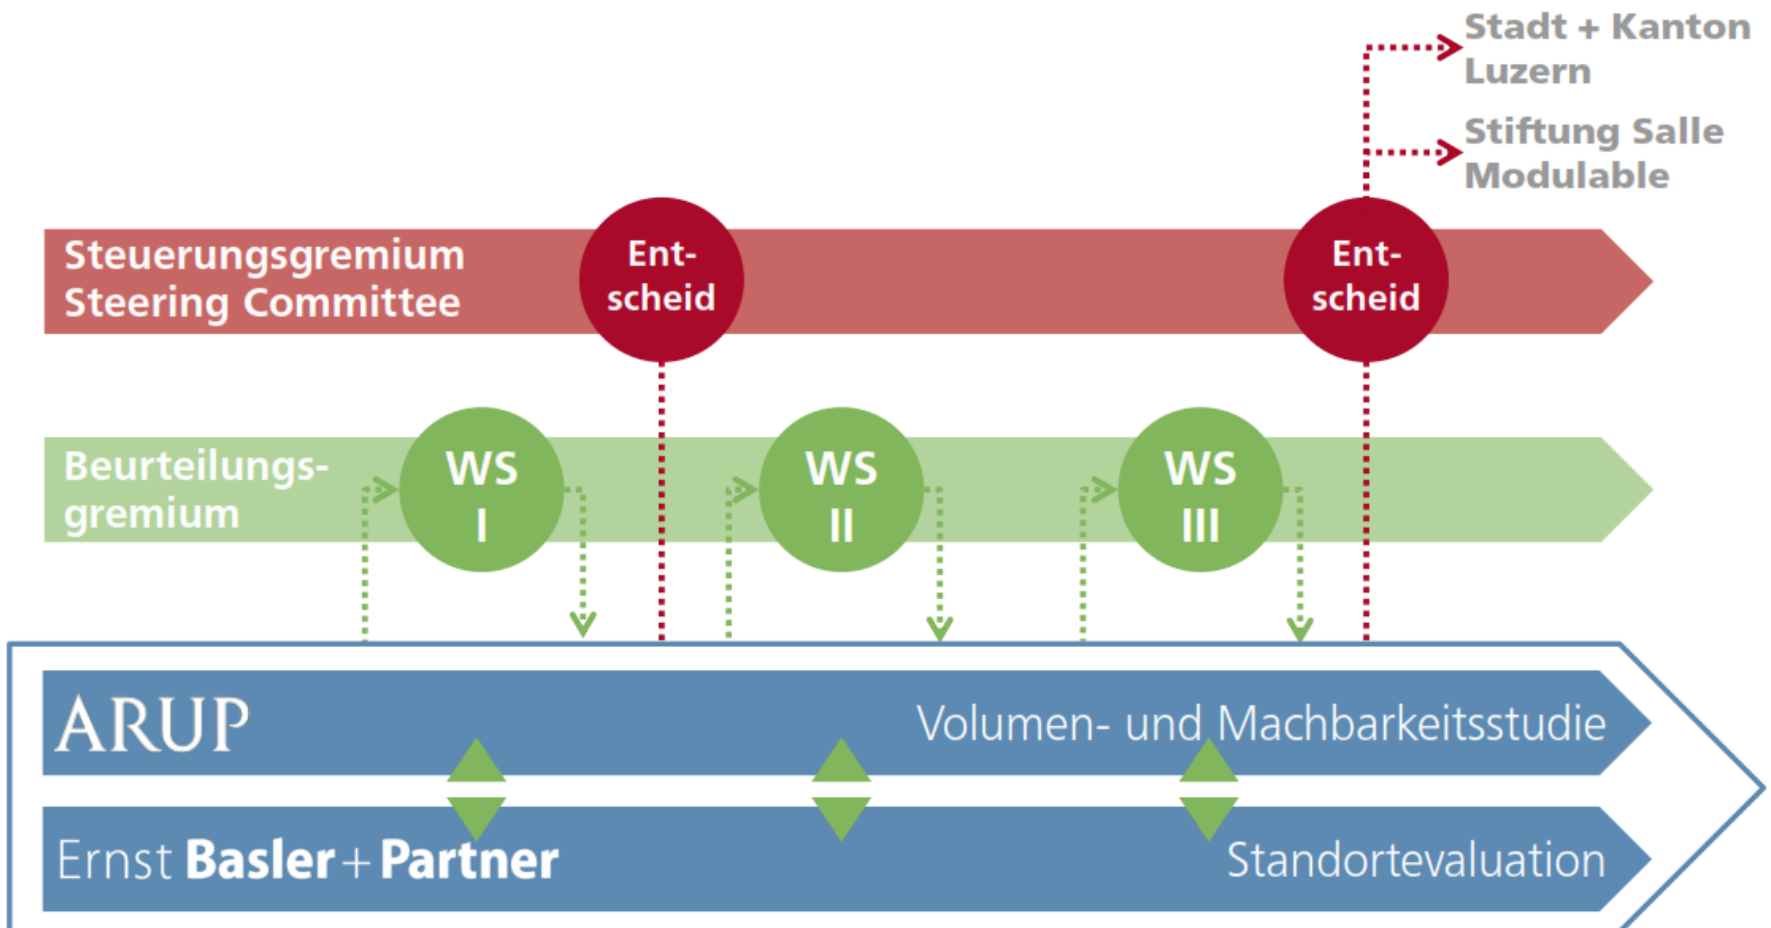 Stadt + Kanton
Luzern
Stiftung Salle
Modulable
Steuerungsgremium
Steering Committee
Ent-
scheid
Ent-
scheid
Beurteilungs-
gremium
WS
I
WS
II
WS
III
ARUP
Volumen- und Machbarkeitsstudie
Ernst Basler + Partner
Standortevaluation